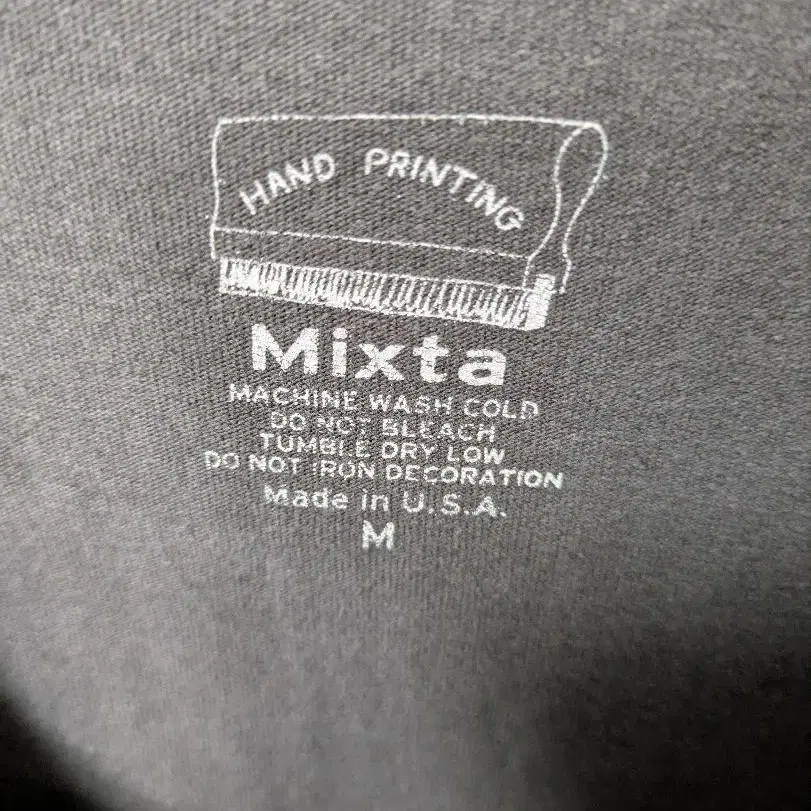 HAND PRINTING
Mixta
MACHINE WASH COLD
DO NOT BLEACH
TUMBLE DRY LOW
DO NOT IRON DECORATION
Made in U.S.A.
M